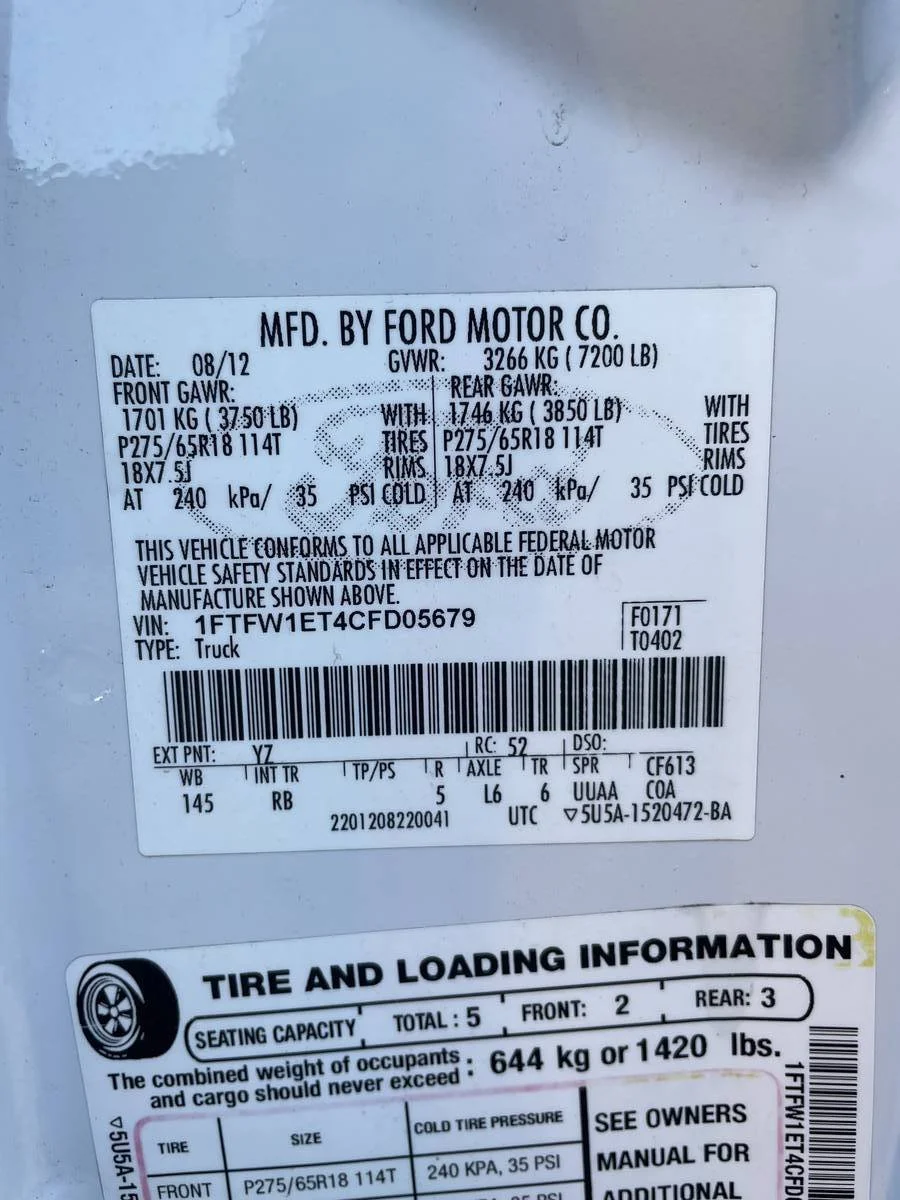 MFD. BY FORD MOTOR CO.
DATE: 08/12 GVWR: 3266 KG ( 7200 LB)
FRONT GAWR: REAR GAWR:
1701 KG ( 3750 LB) WITH 1746 KG ( 3850 LB) WITH
P275/65R18 114T TIRES P275/65R18 114T TIRES
18X7.5J RIMS 18X7.5J RIMS
AT 240 kPa/ 35 PSI COLD AT 240 kPa/ 35 PSI COLD
THIS VEHICLE CONFORMS TO ALL APPLICABLE FEDERAL MOTOR
VEHICLE SAFETY STANDARDS IN EFFECT ON THE DATE OF
MANUFACTURE SHOWN ABOVE.
VIN: 1FTFW1ET4CFD05679 F0171
TYPE: Truck T0402
EXT PNT: YZ RC: 52 DSO:
WB INT TR TP/PS R AXLE TR SPR CF613
145 RB 5 L6 6 UUAA COA
2201208220041 UTC ▽5U5A-1520472-BA
TIRE AND LOADING INFORMATION
SEATING CAPACITY TOTAL : 5 FRONT: 2 REAR: 3
The combined weight of occupants
and cargo should never exceed : 644 kg or 1420 lbs.
TIRE SIZE COLD TIRE PRESSURE SEE OWNERS
FRONT P275/65R18 114T 240 KPA, 35 PSI MANUAL FOR
ADDITIONAL
▽5U5A-15
1FTFW1ET4CFD